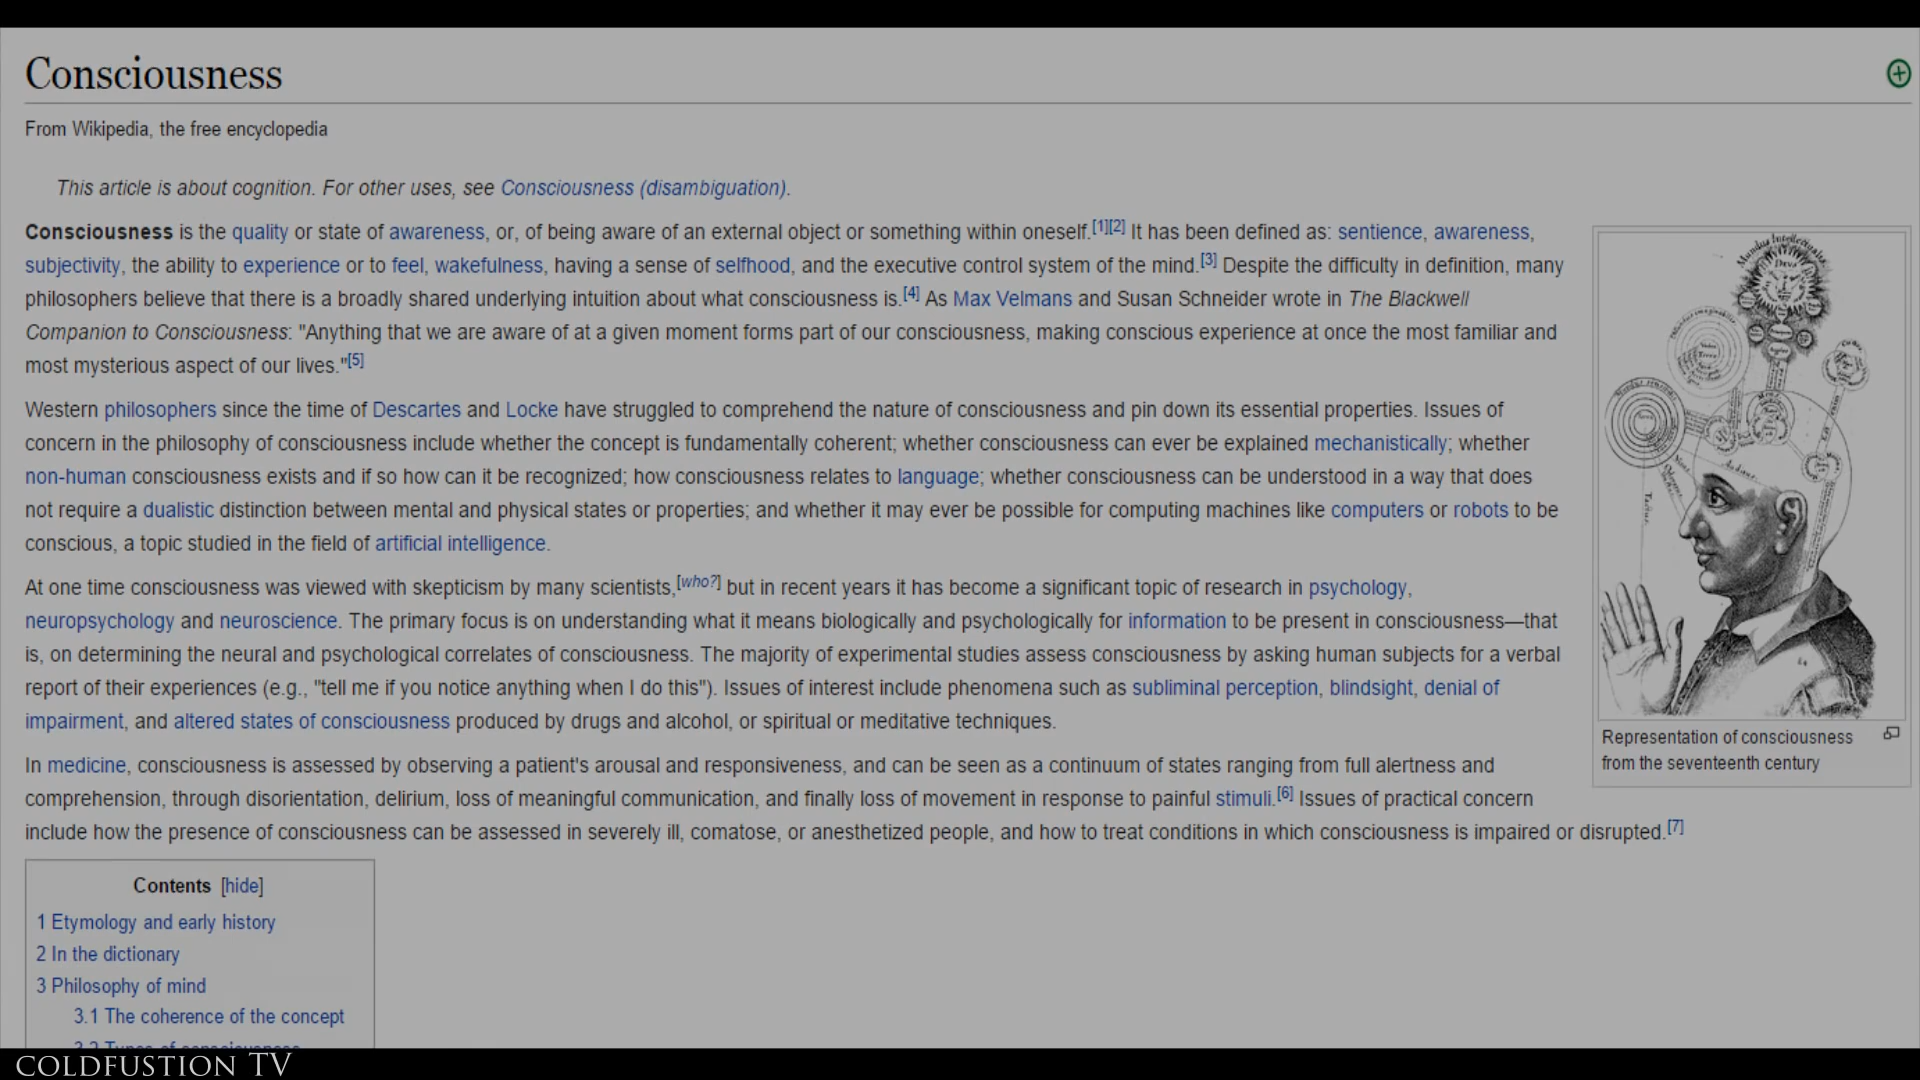 Consciousness
From Wikipedia, the free encyclopedia
This article is about cognition. For other uses, see Consciousness (disambiguation).
Consciousness is the quality or state of awareness, or, of being aware of an external object or something within oneself.[1][2] It has been defined as: sentience, awareness,
subjectivity, the ability to experience or to feel, wakefulness, having a sense of selfhood, and the executive control system of the mind.[3] Despite the difficulty in definition, many
philosophers believe that there is a broadly shared underlying intuition about what consciousness is.[4] As Max Velmans and Susan Schneider wrote in The Blackwell
Companion to Consciousness: "Anything that we are aware of at a given moment forms part of our consciousness, making conscious experience at once the most familiar and
most mysterious aspect of our lives."[5]
Western philosophers since the time of Descartes and Locke have struggled to comprehend the nature of consciousness and pin down its essential properties. Issues of
concern in the philosophy of consciousness include whether the concept is fundamentally coherent; whether consciousness can ever be explained mechanistically; whether
non-human consciousness exists and if so how can it be recognized; how consciousness relates to language; whether consciousness can be understood in a way that does
not require a dualistic distinction between mental and physical states or properties; and whether it may ever be possible for computing machines like computers or robots to be
conscious, a topic studied in the field of artificial intelligence.
At one time consciousness was viewed with skepticism by many scientists,[who?] but in recent years it has become a significant topic of research in psychology,
neuropsychology and neuroscience. The primary focus is on understanding what it means biologically and psychologically for information to be present in consciousness—that
is, on determining the neural and psychological correlates of consciousness. The majority of experimental studies assess consciousness by asking human subjects for a verbal
report of their experiences (e.g., "tell me if you notice anything when I do this"). Issues of interest include phenomena such as subliminal perception, blindsight, denial of
impairment, and altered states of consciousness produced by drugs and alcohol, or spiritual or meditative techniques.
Representation of consciousness
from the seventeenth century
In medicine, consciousness is assessed by observing a patient's arousal and responsiveness, and can be seen as a continuum of states ranging from full alertness and
comprehension, through disorientation, delirium, loss of meaningful communication, and finally loss of movement in response to painful stimuli.[6] Issues of practical concern
include how the presence of consciousness can be assessed in severely ill, comatose, or anesthetized people, and how to treat conditions in which consciousness is impaired or disrupted.[7]
Contents [hide]
1 Etymology and early history
2 In the dictionary
3 Philosophy of mind
3.1 The coherence of the concept
3.2 Types of consciousness
COLDFUSTION TV